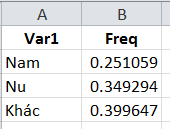 A B
Var1 Freq
Nam 0.251059
Nu 0.349294
Khác 0.399647